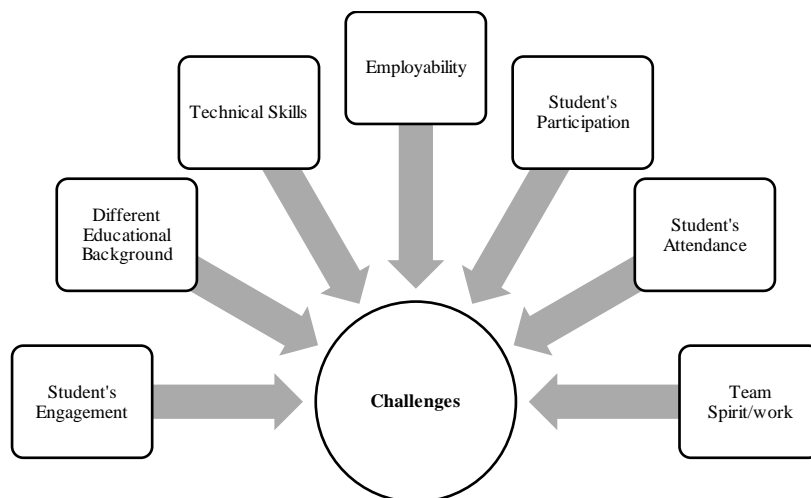 Employability
Technical Skills
Student's
Participation
Different
Educational
Background
Student's
Attendance
Student's
Engagement
Challenges
Team
Spirit/work